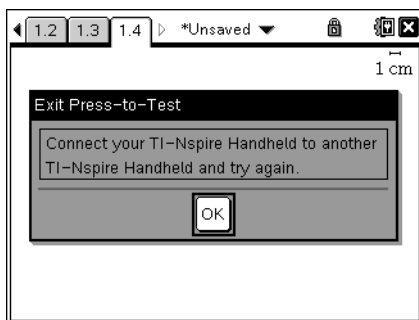 1.2 1.3 1.4 *Unsaved
1 cm
Exit Press-to-Test
Connect your TI-Nspire Handheld to another
TI-Nspire Handheld and try again.
OK